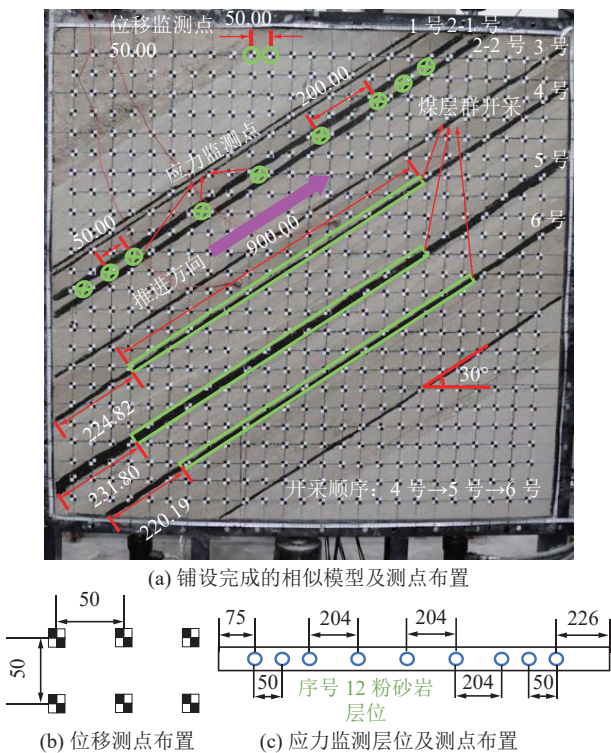 位移监测点
50.00
50.00
1 号
2-1 号
2-2 号
3 号
4 号
5 号
6 号
200.00
煤层群开采
应力监测点
50.00
推进方向
900.00
30°
224.82
231.80
220.19
开采顺序：4 号→5 号→6 号
(a) 铺设完成的相似模型及测点布置
50
50
(b) 位移测点布置
75
204
204
226
50
204
50
序号 12 粉砂岩
层位
(c) 应力监测层位及测点布置